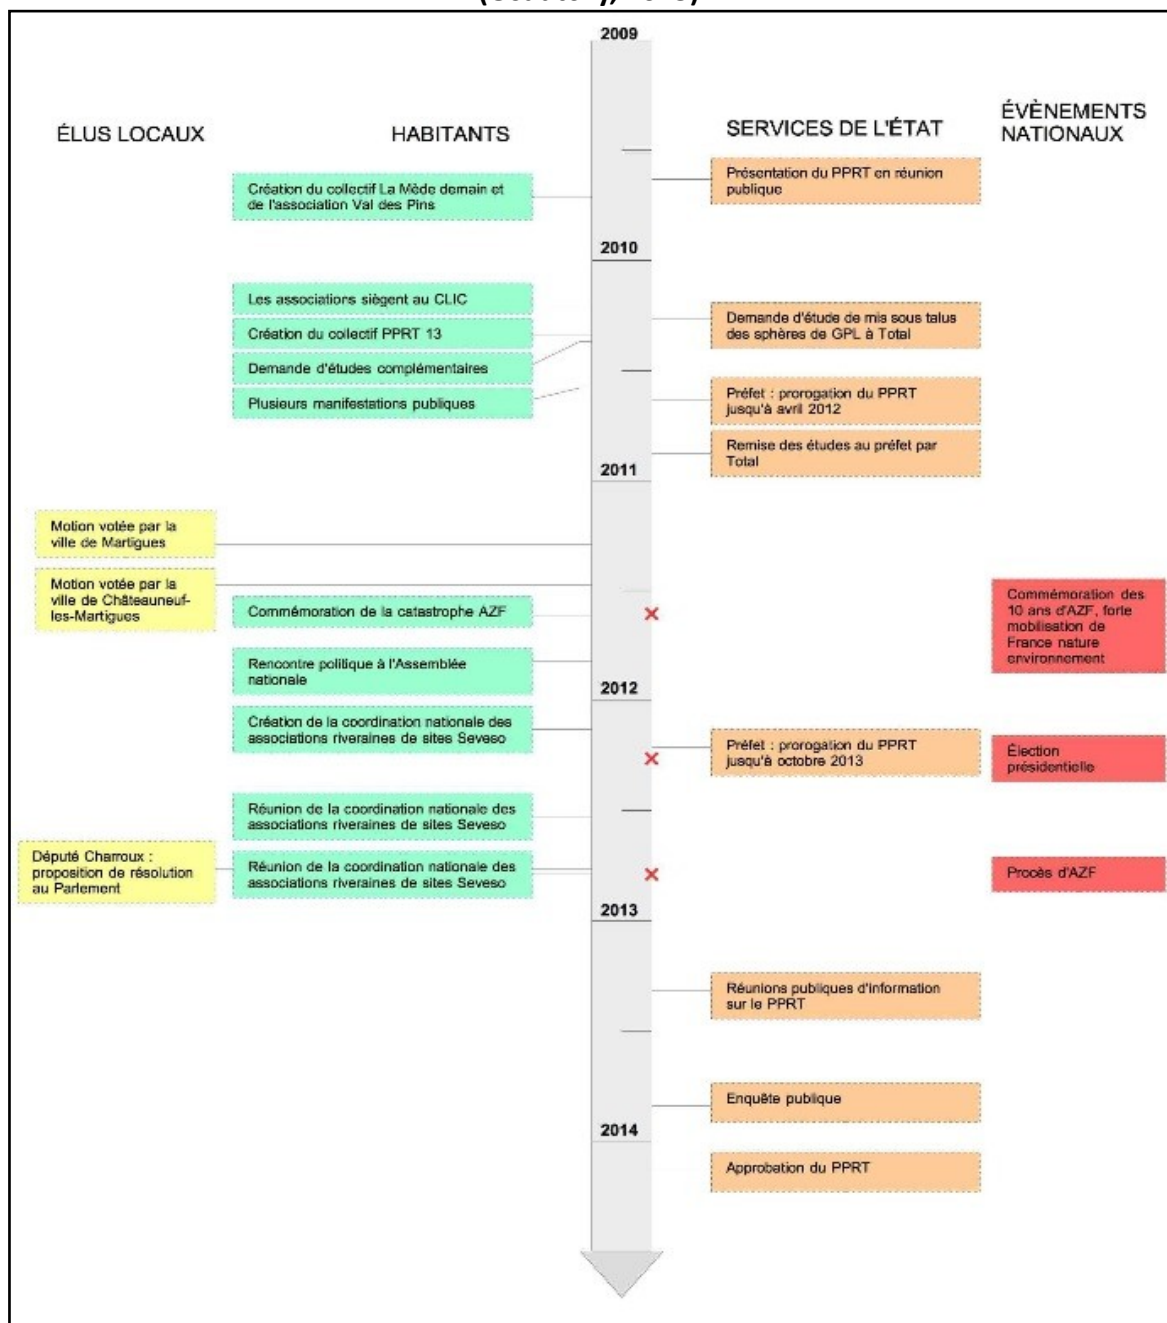 2009
ÉLUS LOCAUX
HABITANTS
SERVICES DE L'ÉTAT
ÉVÈNEMENTS
NATIONAUX
Création du collectif La Mède demain et
de l'association Val des Pins
Présentation du PPRT en réunion
publique
2010
Les associations siègent au CLIC
Création du collectif PPRT 13
Demande d'études complémentaires
Plusieurs manifestations publiques
Demande d'étude de mis sous talus
des sphères de GPL à Total
Préfet : prorogation du PPRT
jusqu'à avril 2012
Remise des études au préfet par
Total
2011
Motion votée par la
ville de Martigues
Motion votée par la
ville de Châteauneuf-
les-Martigues
Commémoration de la catastrophe AZF
Commémoration des
10 ans d'AZF, forte
mobilisation de
France nature
environnement
Rencontre politique à l'Assemblée
nationale
2012
Création de la coordination nationale des
associations riveraines de sites Seveso
Préfet : prorogation du PPRT
jusqu'à octobre 2013
Élection
présidentielle
Réunion de la coordination nationale des
associations riveraines de sites Seveso
Député Charroux :
proposition de résolution
au Parlement
Réunion de la coordination nationale des
associations riveraines de sites Seveso
Procès d'AZF
2013
Réunions publiques d'information
sur le PPRT
Enquête publique
2014
Approbation du PPRT